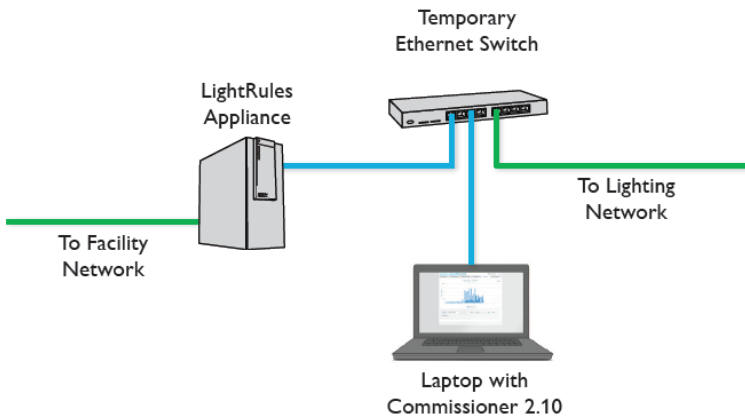 Temporary
Ethernet Switch
LightRules
Appliance
To Lighting
Network
To Facility
Network
Laptop with
Commissioner 2.10